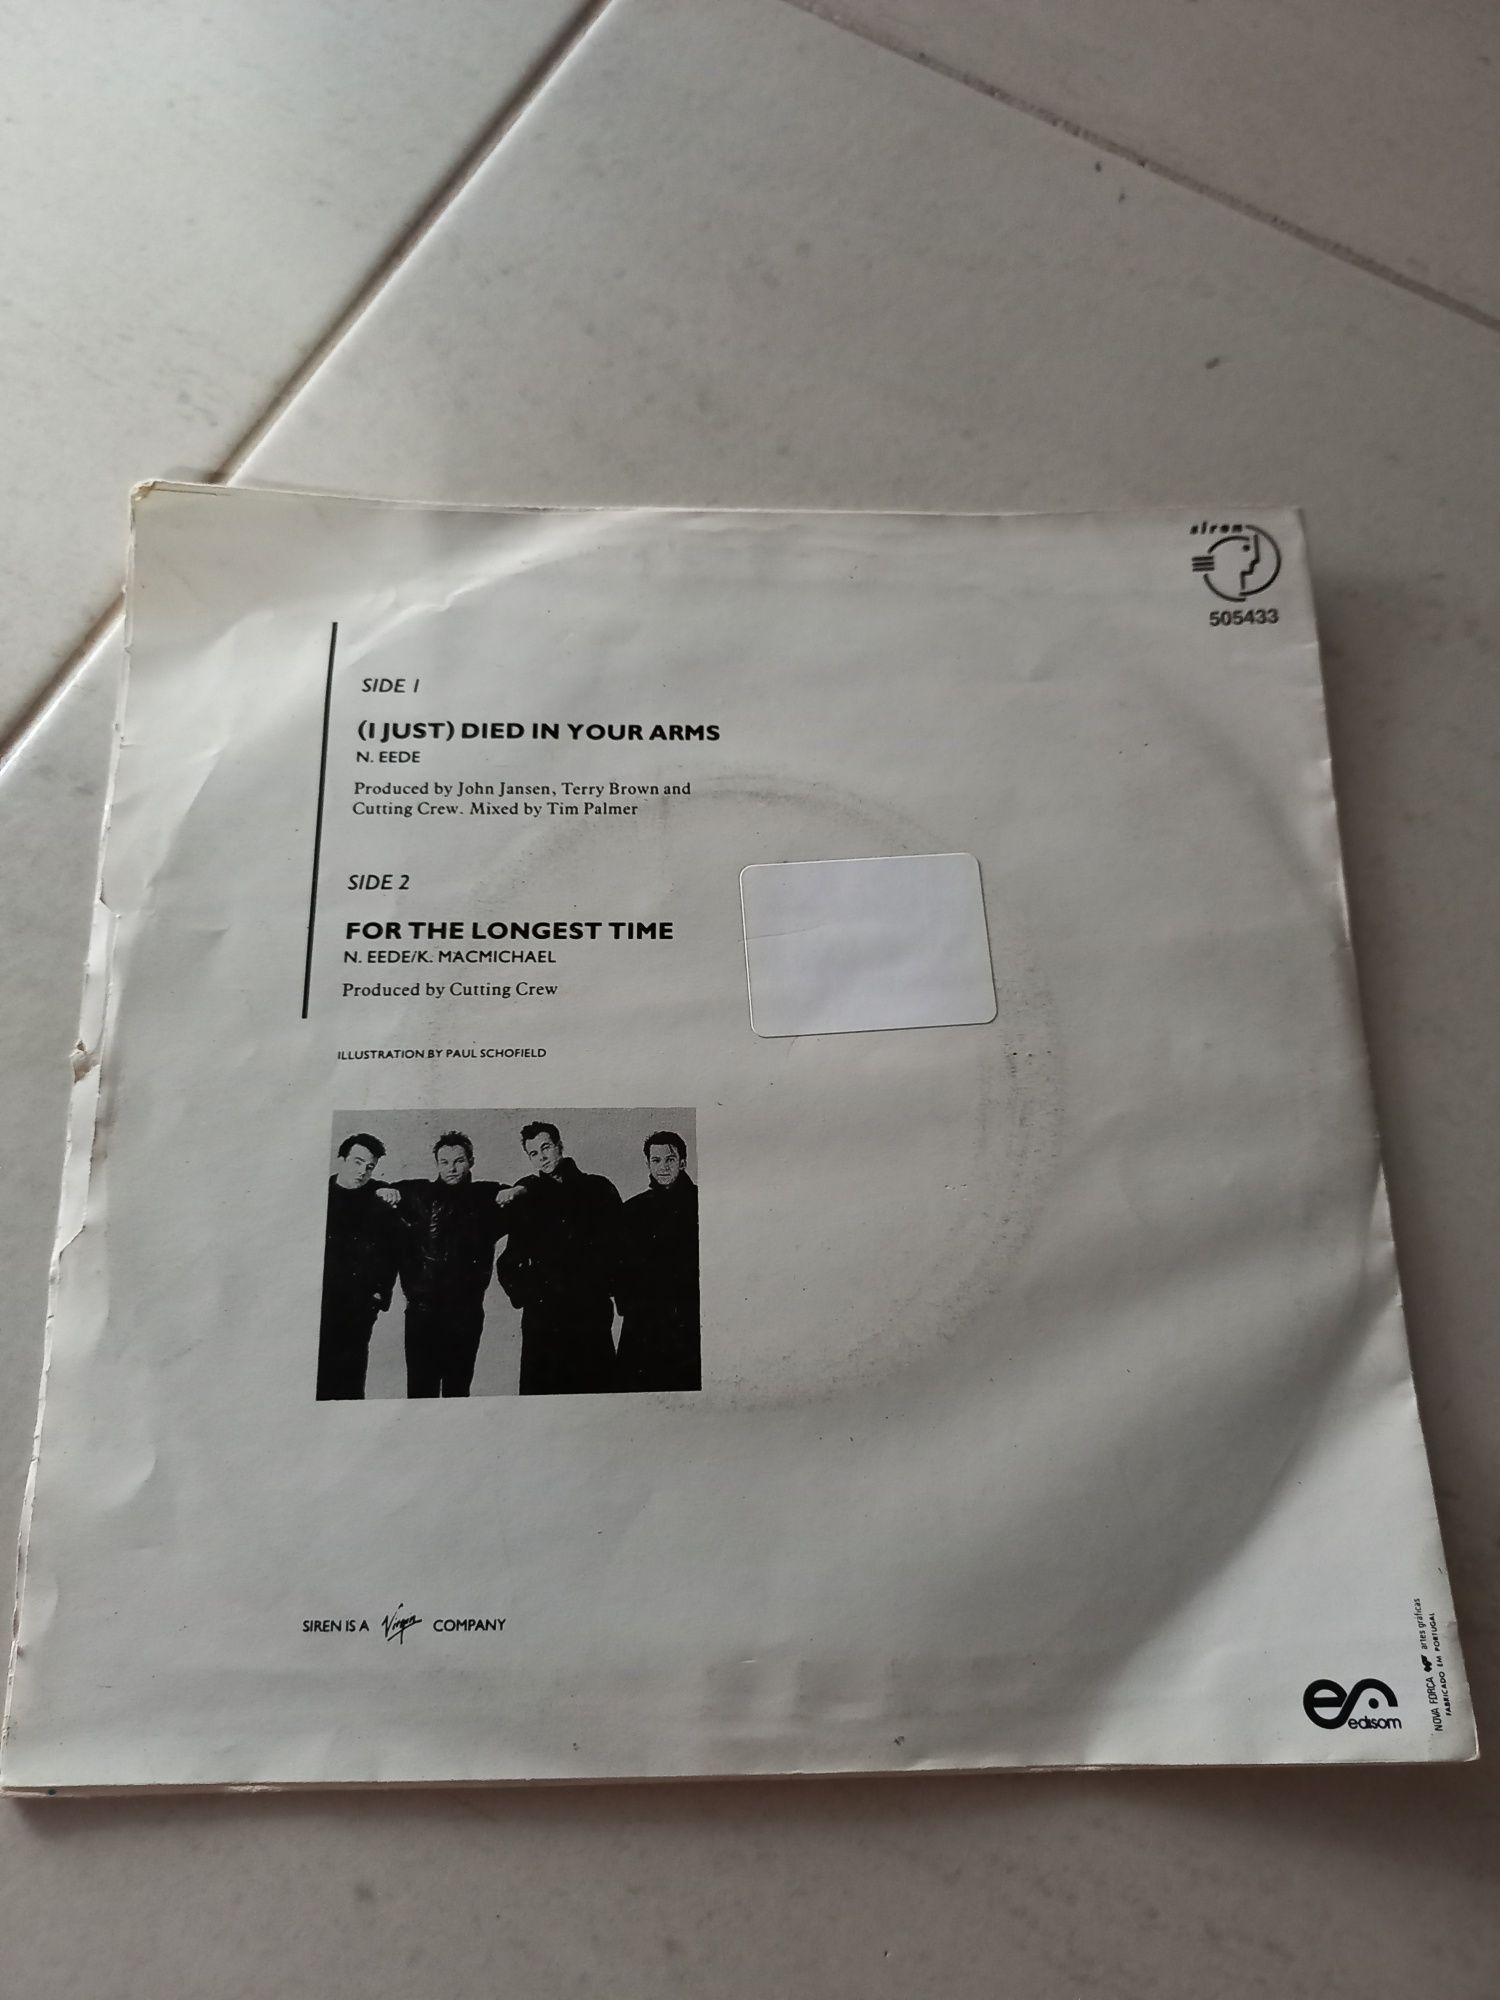 siren
505433
SIDE 1
(I JUST) DIED IN YOUR ARMS
N. EEDE
Produced by John Jansen, Terry Brown and
Cutting Crew. Mixed by Tim Palmer
SIDE 2
FOR THE LONGEST TIME
N. EEDE/K. MACMICHAEL
Produced by Cutting Crew
ILLUSTRATION BY PAUL SCHOFIELD
SIREN IS A Virgin COMPANY
edisom
NOVA FORÇA artes gráficas
FABRICADO EM PORTUGAL